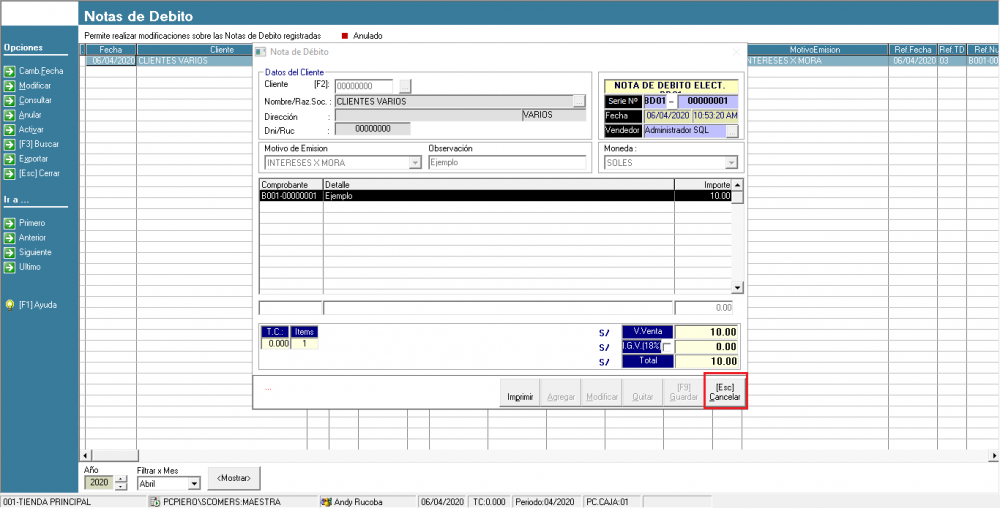 Notas de Debito
Permite realizar modificaciones sobre las Notas de Debito registradas
Anulado
Opciones
Camb.Fecha
Modificar
Consultar
Anular
Activar
[F3] Buscar
Exportar
[Esc] Cerrar
Ir a ...
Primero
Anterior
Siguiente
Ultimo
[F1] Ayuda
Fecha Cliente MotivoEmision Ref.Fecha Ref.TD Ref.Nu
06/04/2020 CLIENTES VARIOS NTERESES X MORA 06/04/2020 03 B001-00
Nota de Débito
Datos del Cliente
Cliente [F2]: 00000000 ...
Nombre/Raz.Soc. : CLIENTES VARIOS ...
Dirección : VARIOS
Dni/Ruc : 00000000
NOTA DE DEBITO ELECT.
Serie Nº BD01 - 00000001
Fecha 06/04/2020 10:53:20 AM
Vendedor Administrador SQL
Motivo de Emision Observación Moneda :
INTERESES X MORA Ejemplo SOLES
Comprobante Detalle Importe
B001-00000001 Ejemplo 10.00
0.00
T.C.: Items
0.000 1
S/ V.Venta 10.00
S/ I.G.V.(18%) 0.00
S/ Total 10.00
...
Imprimir
Agregar
Modificar
Quitar
[F9]
Guardar
[Esc]
Cancelar
Año Filtrar x Mes
2020 Abril <Mostrar>
001-TIENDA PRINCIPAL PCPIERO\SCOMERS:MAESTRA Andy Rucoba 06/04/2020 TC:0.000 Periodo:04/2020 PC.CAJA:01